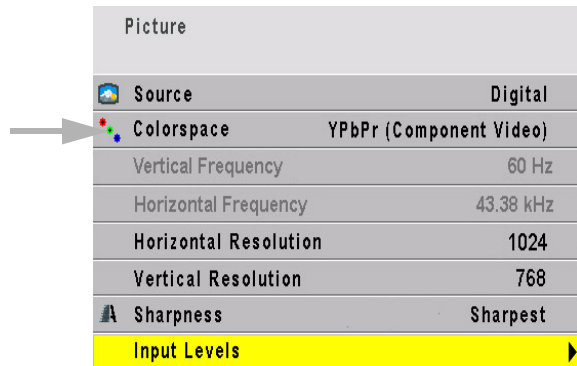 Picture
Source Digital
Colorspace YPbPr (Component Video)
Vertical Frequency 60 Hz
Horizontal Frequency 43.38 kHz
Horizontal Resolution 1024
Vertical Resolution 768
Sharpness Sharpest
Input Levels